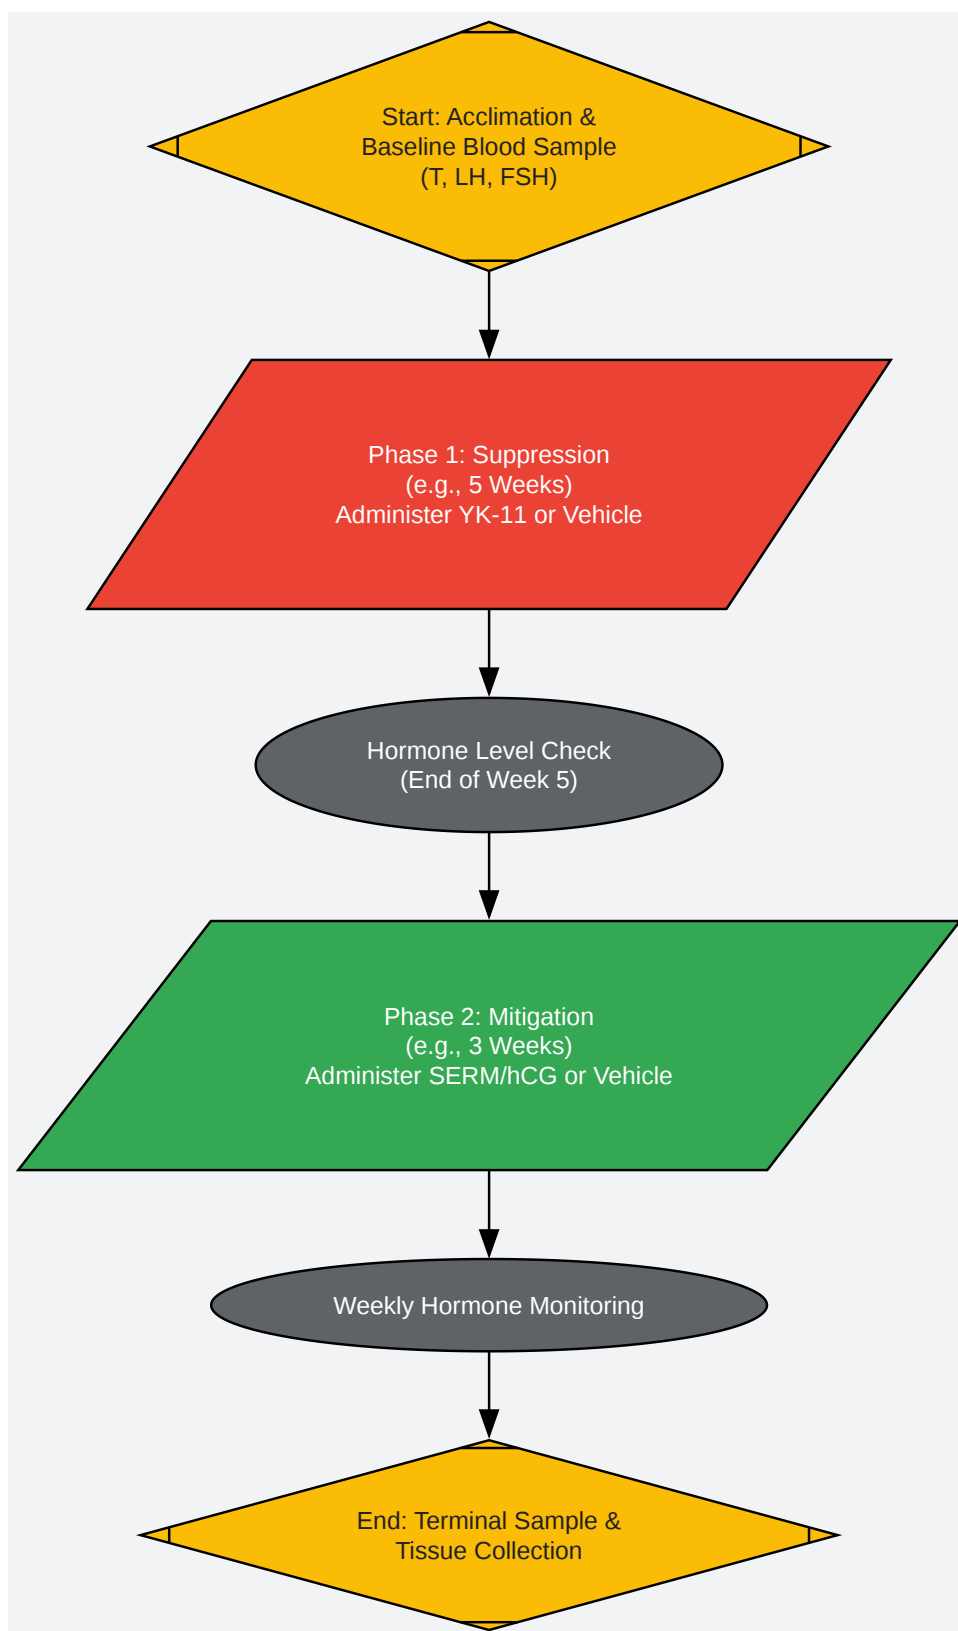 Start: Acclimation &
Baseline Blood Sample
(T, LH, FSH)
Phase 1: Suppression
(e.g., 5 Weeks)
Administer YK-11 or Vehicle
Hormone Level Check
(End of Week 5)
Phase 2: Mitigation
(e.g., 3 Weeks)
Administer SERM/hCG or Vehicle
Weekly Hormone Monitoring
End: Terminal Sample &
Tissue Collection